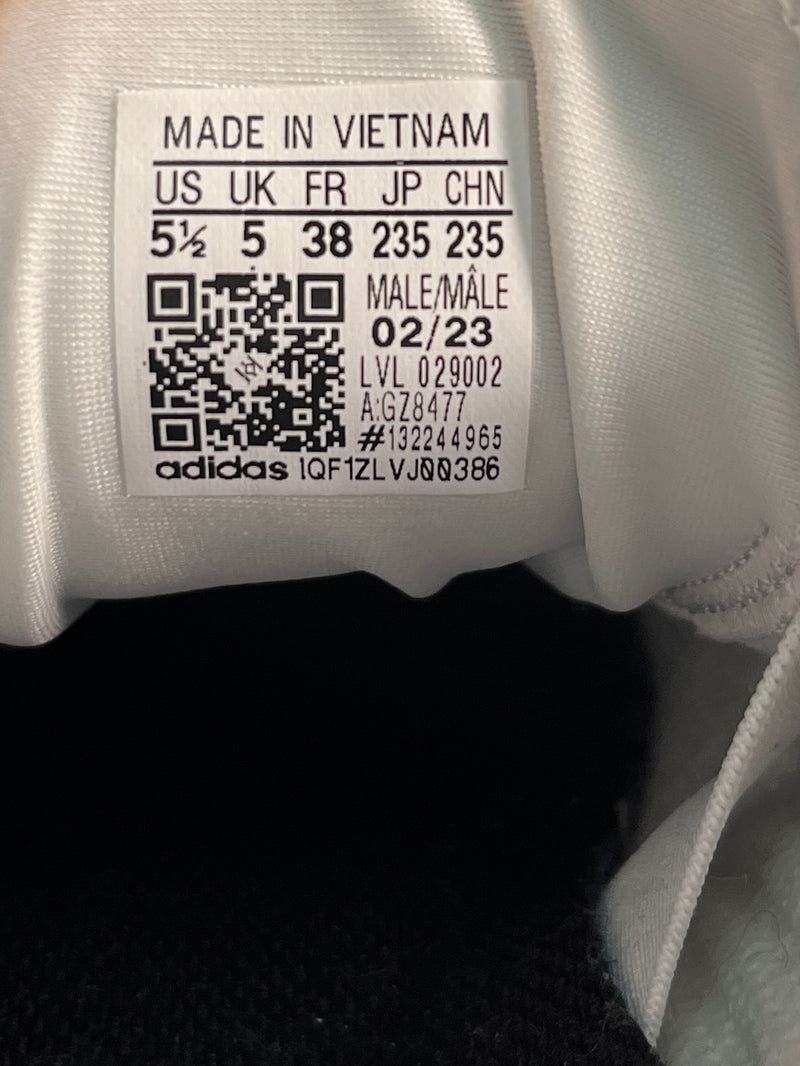 MADE IN VIETNAM
US UK FR JP CHN
5½ 5 38 235 235
MALE/MÂLE
02/23
LVL 029002
A:GZ8477
#132244965
adidas 1QF1ZLVJ00386